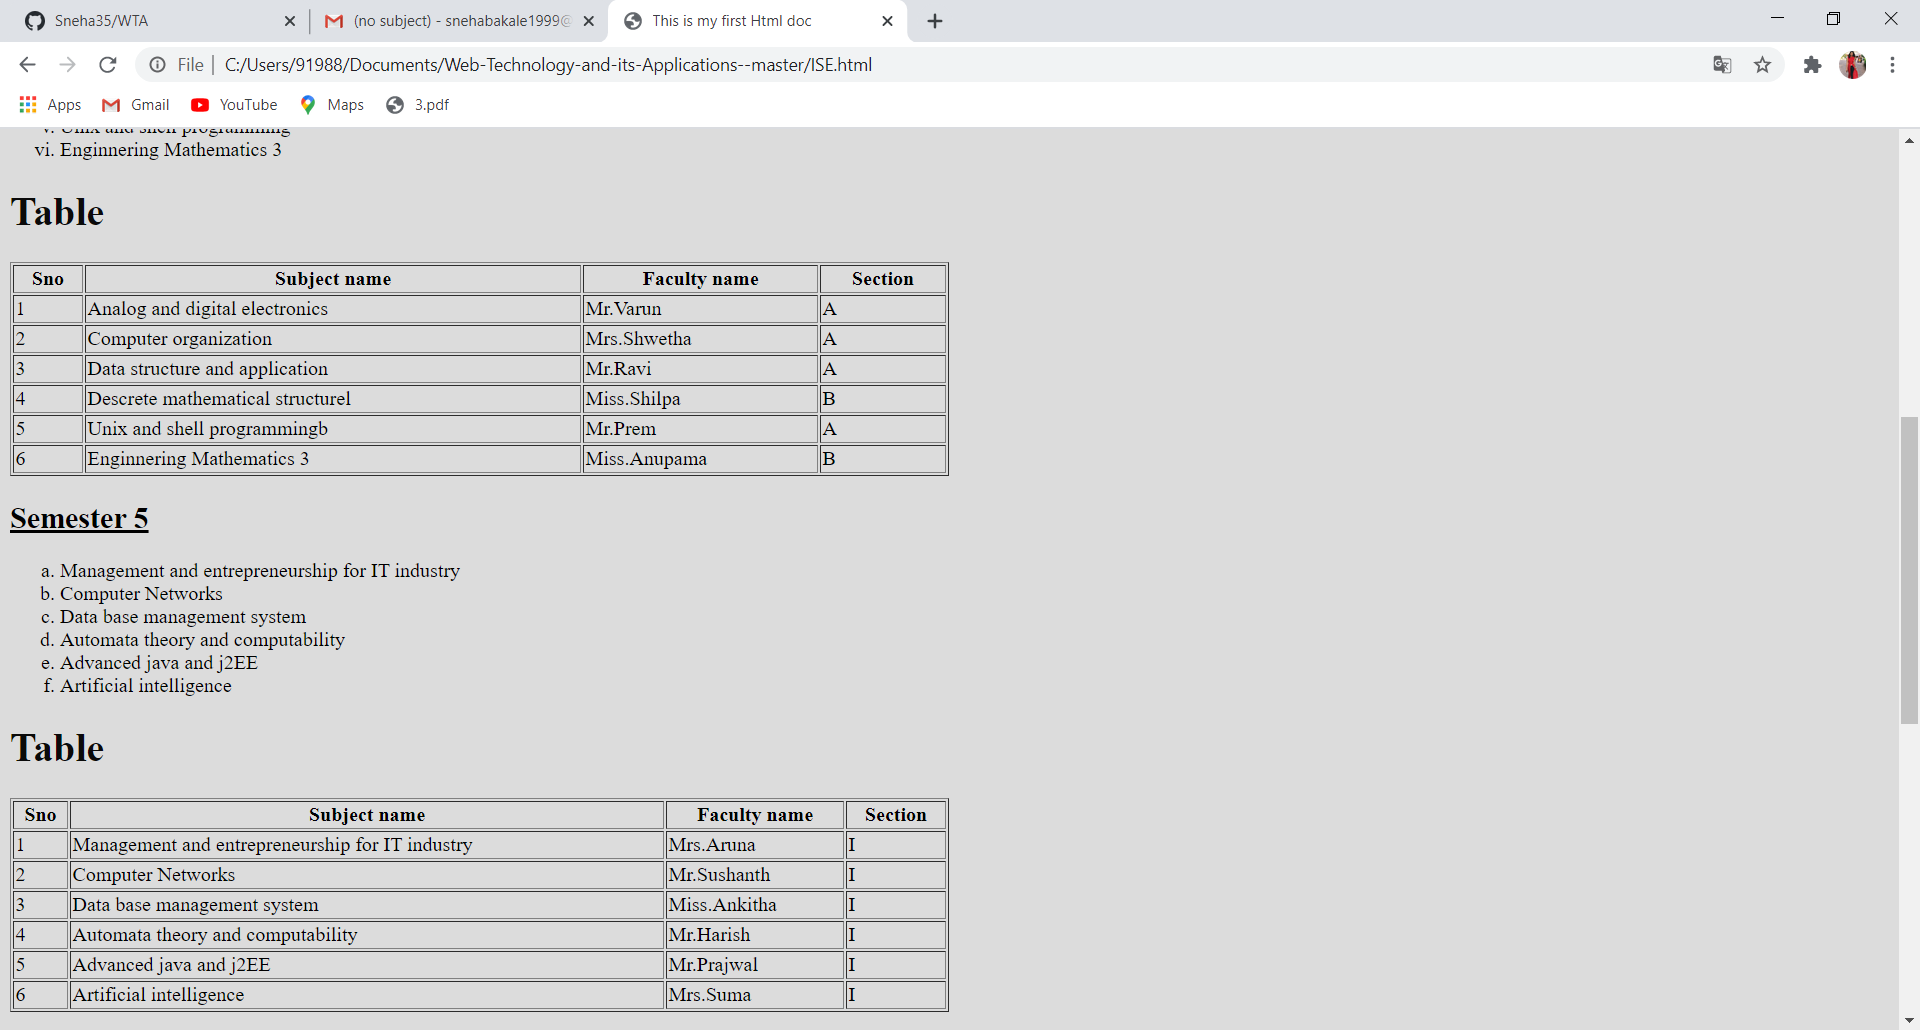 Sneha35/WTA
(no subject) - snehabakale1999@
This is my first Html doc
File
C:/Users/91988/Documents/Web-Technology-and-its-Applications--master/ISE.html
Apps
Gmail
YouTube
Maps
3.pdf
v. Unix and shell programming
vi. Enginnering Mathematics 3
Table
Sno Subject name Faculty name Section
1 Analog and digital electronics Mr.Varun A
2 Computer organization Mrs.Shwetha A
3 Data structure and application Mr.Ravi A
4 Descrete mathematical structurel Miss.Shilpa B
5 Unix and shell programmingb Mr.Prem A
6 Enginnering Mathematics 3 Miss.Anupama B
Semester 5
a. Management and entrepreneurship for IT industry
b. Computer Networks
c. Data base management system
d. Automata theory and computability
e. Advanced java and j2EE
f. Artificial intelligence
Table
Sno Subject name Faculty name Section
1 Management and entrepreneurship for IT industry Mrs.Aruna I
2 Computer Networks Mr.Sushanth I
3 Data base management system Miss.Ankitha I
4 Automata theory and computability Mr.Harish I
5 Advanced java and j2EE Mr.Prajwal I
6 Artificial intelligence Mrs.Suma I